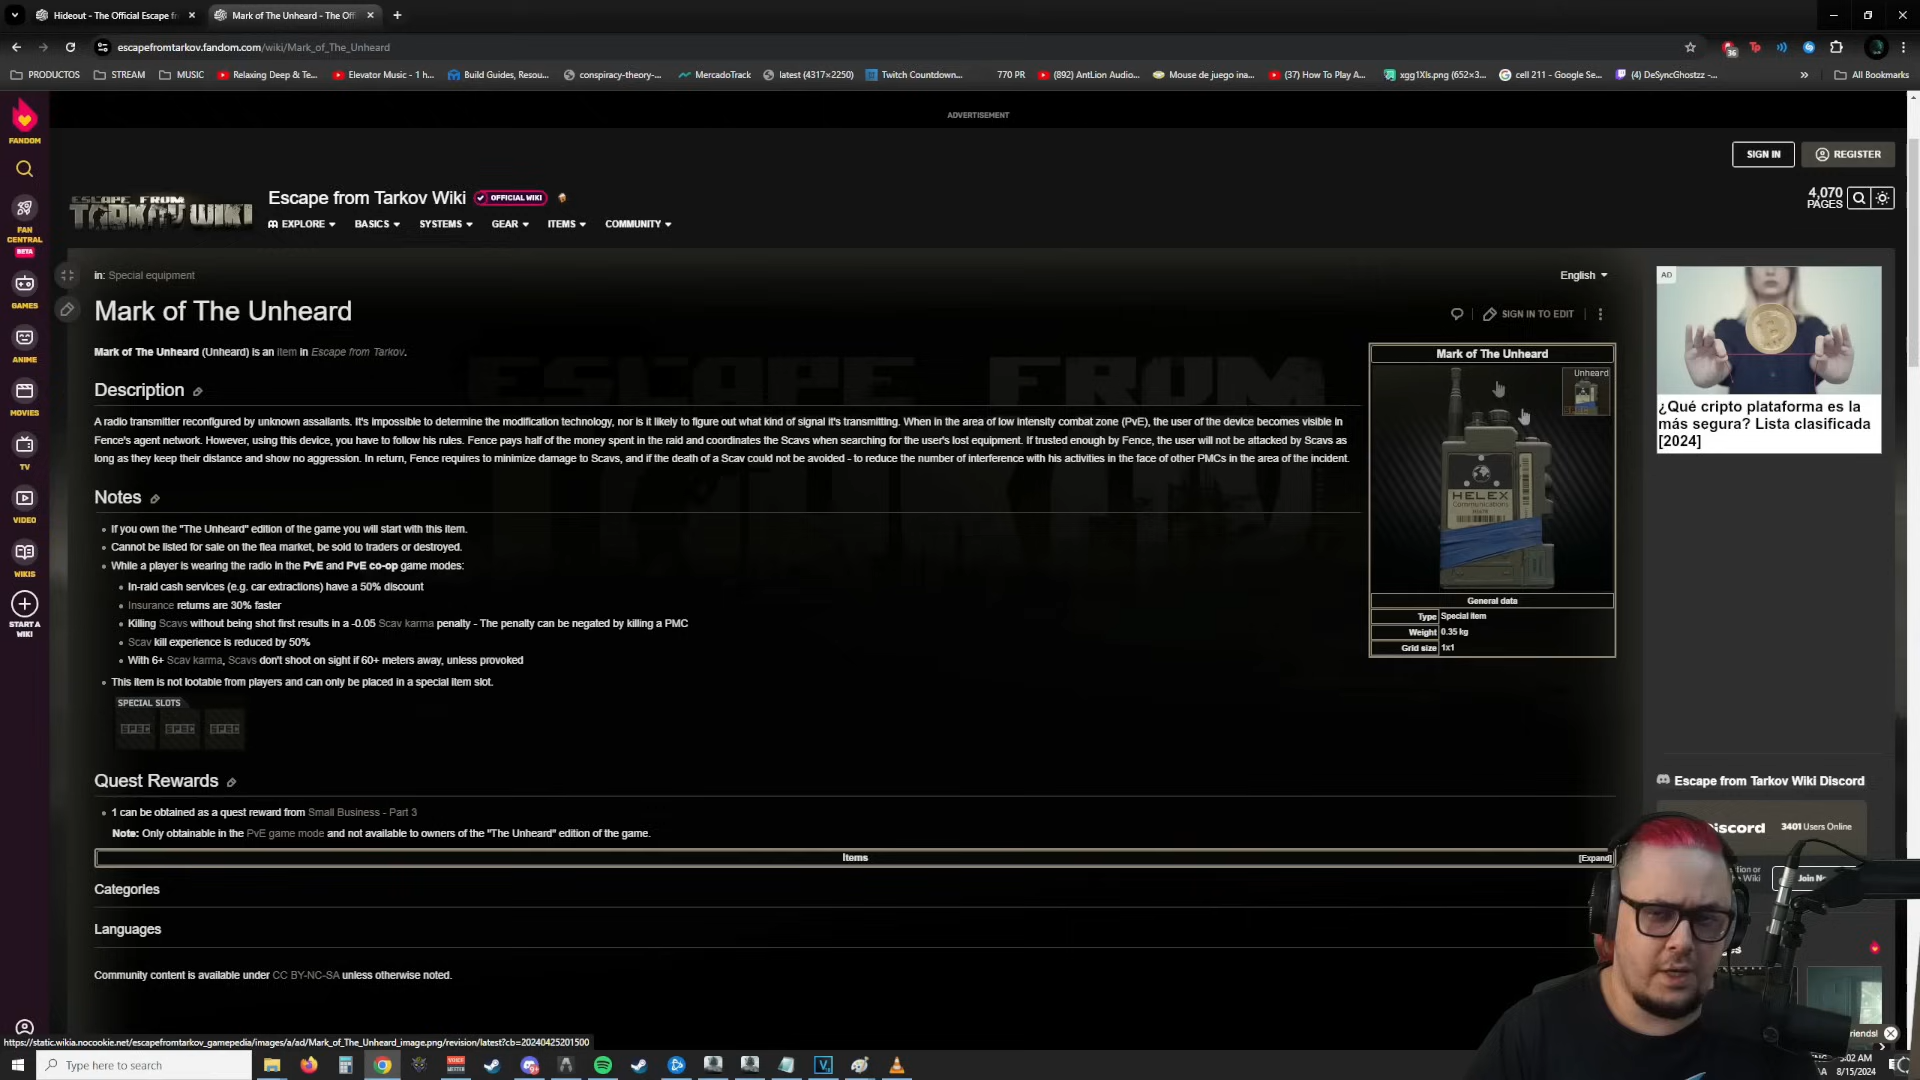 Hideout - The Official Escape fr
Mark of The Unheard - The Offi
escapefromtarkov.fandom.com/wiki/Mark_of_The_Unheard
36
PRODUCTOS
STREAM
MUSIC
Relaxing Deep & Te...
Elevator Music - 1 h...
Build Guides, Resou...
conspiracy-theory-...
MercadoTrack
latest (4317×2250)
Twitch Countdown...
770 PR
(892) AntLion Audio...
Mouse de juego ina...
(37) How To Play A...
xgg1Xls.png (652×3...
cell 211 - Google Se...
(4) DeSyncGhostzz -...
All Bookmarks
ADVERTISEMENT
FANDOM
FAN CENTRAL
BETA
GAMES
ANIME
MOVIES
TV
VIDEO
WIKIS
START A WIKI
SIGN IN
REGISTER
ESCAPE FROM
TARKOV WIKI
Escape from Tarkov Wiki
OFFICIAL WIKI
4,070
PAGES
EXPLORE
BASICS
SYSTEMS
GEAR
ITEMS
COMMUNITY
in: Special equipment
English
Mark of The Unheard
SIGN IN TO EDIT
Mark of The Unheard (Unheard) is an item in Escape from Tarkov.
ESCAPE FROM
TARKOV
Description
A radio transmitter reconfigured by unknown assailants. It's impossible to determine the modification technology, nor is it likely to figure out what kind of signal it's transmitting. When in the area of low intensity combat zone (PvE), the user of the device becomes visible in
Fence's agent network. However, using this device, you have to follow his rules. Fence pays half of the money spent in the raid and coordinates the Scavs when searching for the user's lost equipment. If trusted enough by Fence, the user will not be attacked by Scavs as
long as they keep their distance and show no aggression. In return, Fence requires to minimize damage to Scavs, and if the death of a Scav could not be avoided - to reduce the number of interference with his activities in the face of other PMCs in the area of the incident.
Notes
If you own the "The Unheard" edition of the game you will start with this item.
Cannot be listed for sale on the flea market, be sold to traders or destroyed.
While a player is wearing the radio in the PvE and PvE co-op game modes:
In-raid cash services (e.g. car extractions) have a 50% discount
Insurance returns are 30% faster
Killing Scavs without being shot first results in a -0.05 Scav karma penalty - The penalty can be negated by killing a PMC
Scav kill experience is reduced by 50%
With 6+ Scav karma, Scavs don't shoot on sight if 60+ meters away, unless provoked
This item is not lootable from players and can only be placed in a special item slot.
SPECIAL SLOTS
SPEC SPEC SPEC
Quest Rewards
1 can be obtained as a quest reward from Small Business - Part 3
Note: Only obtainable in the PvE game mode and not available to owners of the "The Unheard" edition of the game.
Items
[Expand]
Categories
Languages
Community content is available under CC BY-NC-SA unless otherwise noted.
Mark of The Unheard
Unheard
HELEX
Communications
General data
Type Special item
Weight 0.35 kg
Grid size 1x1
AD
¿Qué cripto plataforma es la
más segura? Lista clasificada
[2024]
Escape from Tarkov Wiki Discord
iscord
3401 Users Online
Wiki
Join N
riends!
https://static.wikia.nocookie.net/escapefromtarkov_gamepedia/images/a/ad/Mark_of_The_Unheard_image.png/revision/latest?cb=20240425201500
Type here to search
:02 AM
8/15/2024